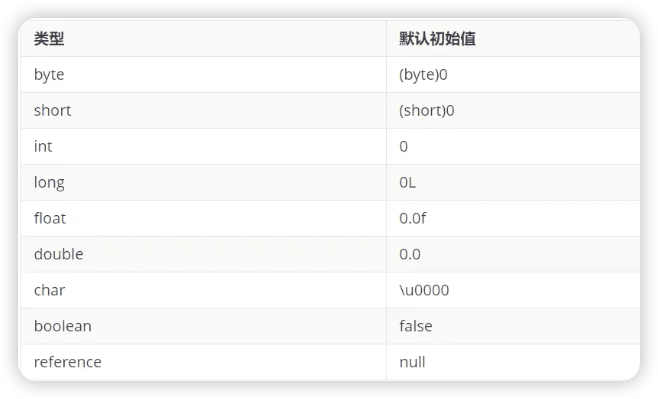 类型 默认初始值
byte (byte)0
short (short)0
int 0
long 0L
float 0.0f
double 0.0
char \u0000
boolean false
reference null